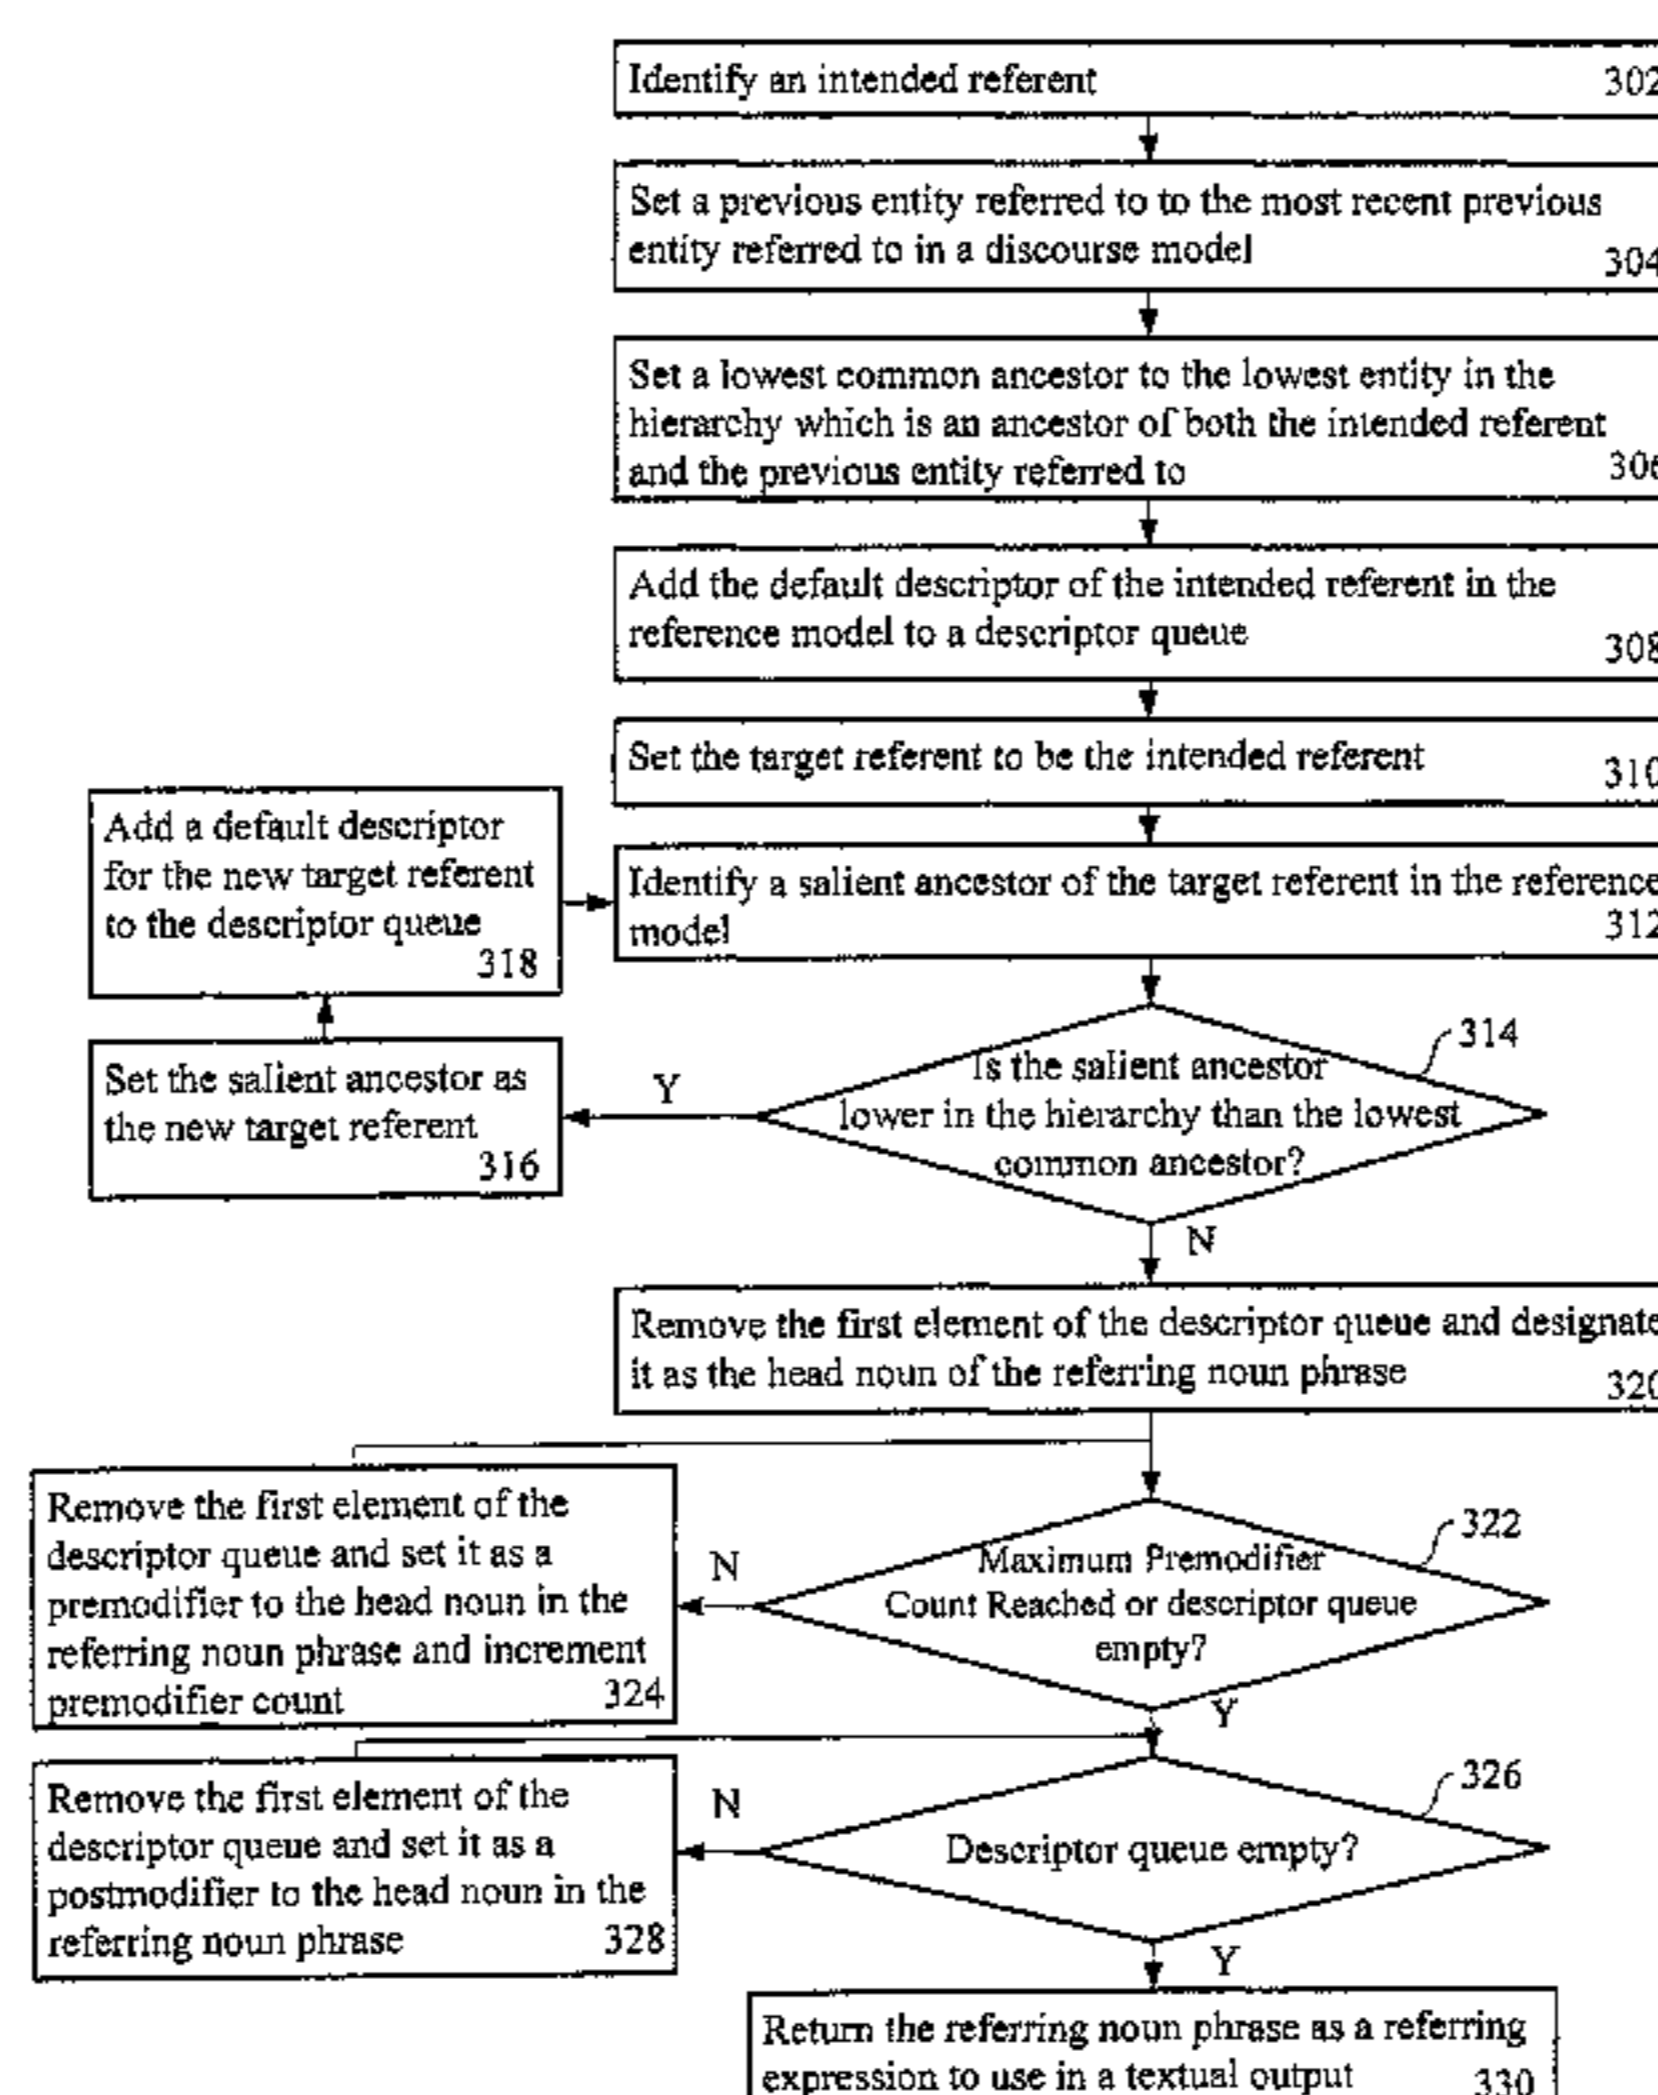 Identify an intended referent
302
Set a previous entity referred to to the most recent previous
entity referred to in a discourse model
304
Set a lowest common ancestor to the lowest entity in the
hierarchy which is an ancestor of both the intended referent
and the previous entity referred to
306
Add the default descriptor of the intended referent in the
reference model to a descriptor queue
308
Set the target referent to be the intended referent
310
Add a default descriptor
for the new target referent
to the descriptor queue
318
Identify a salient ancestor of the target referent in the reference
model
312
Set the salient ancestor as
the new target referent
316
Y
314
Is the salient ancestor
lower in the hierarchy than the lowest
common ancestor?
N
Remove the first element of the descriptor queue and designate
it as the head noun of the referring noun phrase
320
Remove the first element of the
descriptor queue and set it as a
premodifier to the head noun in the
referring noun phrase and increment
premodifier count
324
N
322
Maximum Premodifier
Count Reached or descriptor queue
empty?
Y
Remove the first element of the
descriptor queue and set it as a
postmodifier to the head noun in the
referring noun phrase
328
N
326
Descriptor queue empty?
Y
Return the referring noun phrase as a referring
expression to use in a textual output
330